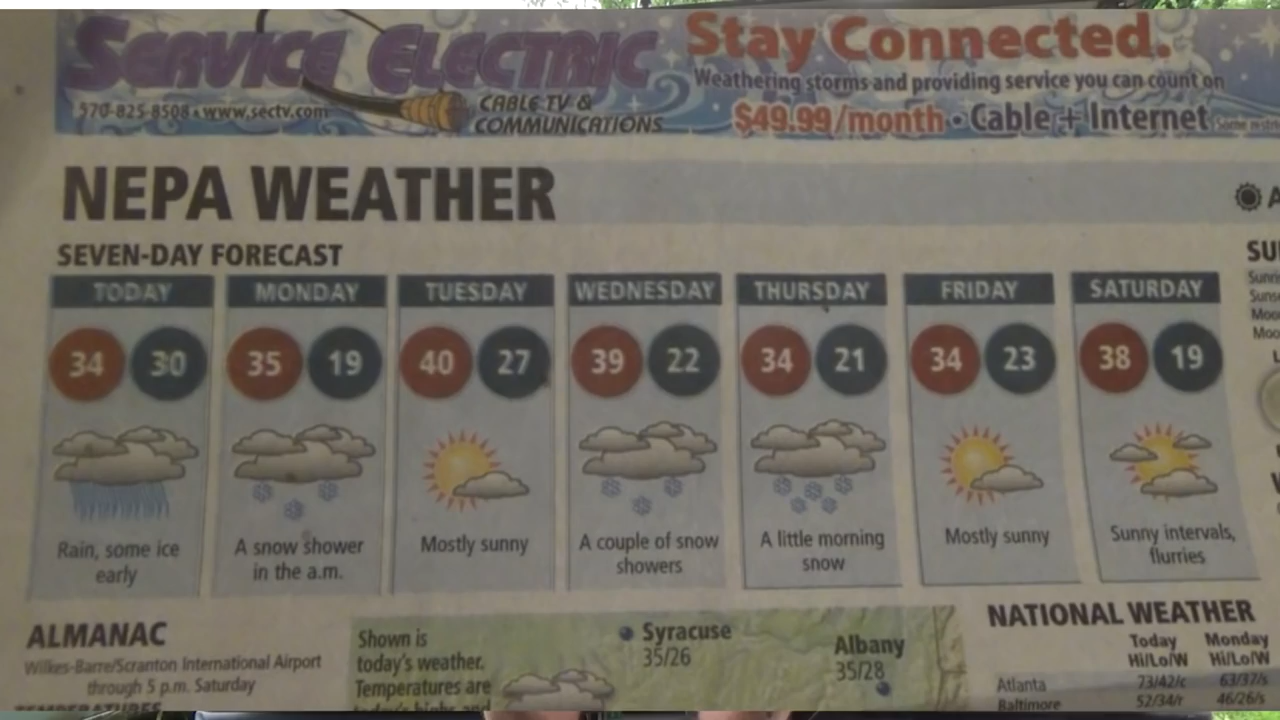 SERVICE ELECTRIC
CABLE TV &
COMMUNICATIONS
570-825-8508 • www.sectv.com
Stay Connected.
Weathering storms and providing service you can count on
$49.99/month • Cable + Internet
NEPA WEATHER
SEVEN-DAY FORECAST
TODAY
34 30
Rain, some ice
early
MONDAY
35 19
A snow shower
in the a.m.
TUESDAY
40 27
Mostly sunny
WEDNESDAY
39 22
A couple of snow
showers
THURSDAY
34 21
A little morning
snow
FRIDAY
34 23
Mostly sunny
SATURDAY
38 19
Sunny intervals,
flurries
ALMANAC
Wilkes-Barre/Scranton International Airport
through 5 p.m. Saturday
TEMPERATURES
Shown is
today's weather.
Temperatures are
today's highs and
Syracuse
35/26
Albany
35/28
NATIONAL WEATHER
Today Monday
Hi/Lo/W Hi/Lo/W
Atlanta 73/42/c 63/37/s
Baltimore 52/34/r 46/26/s